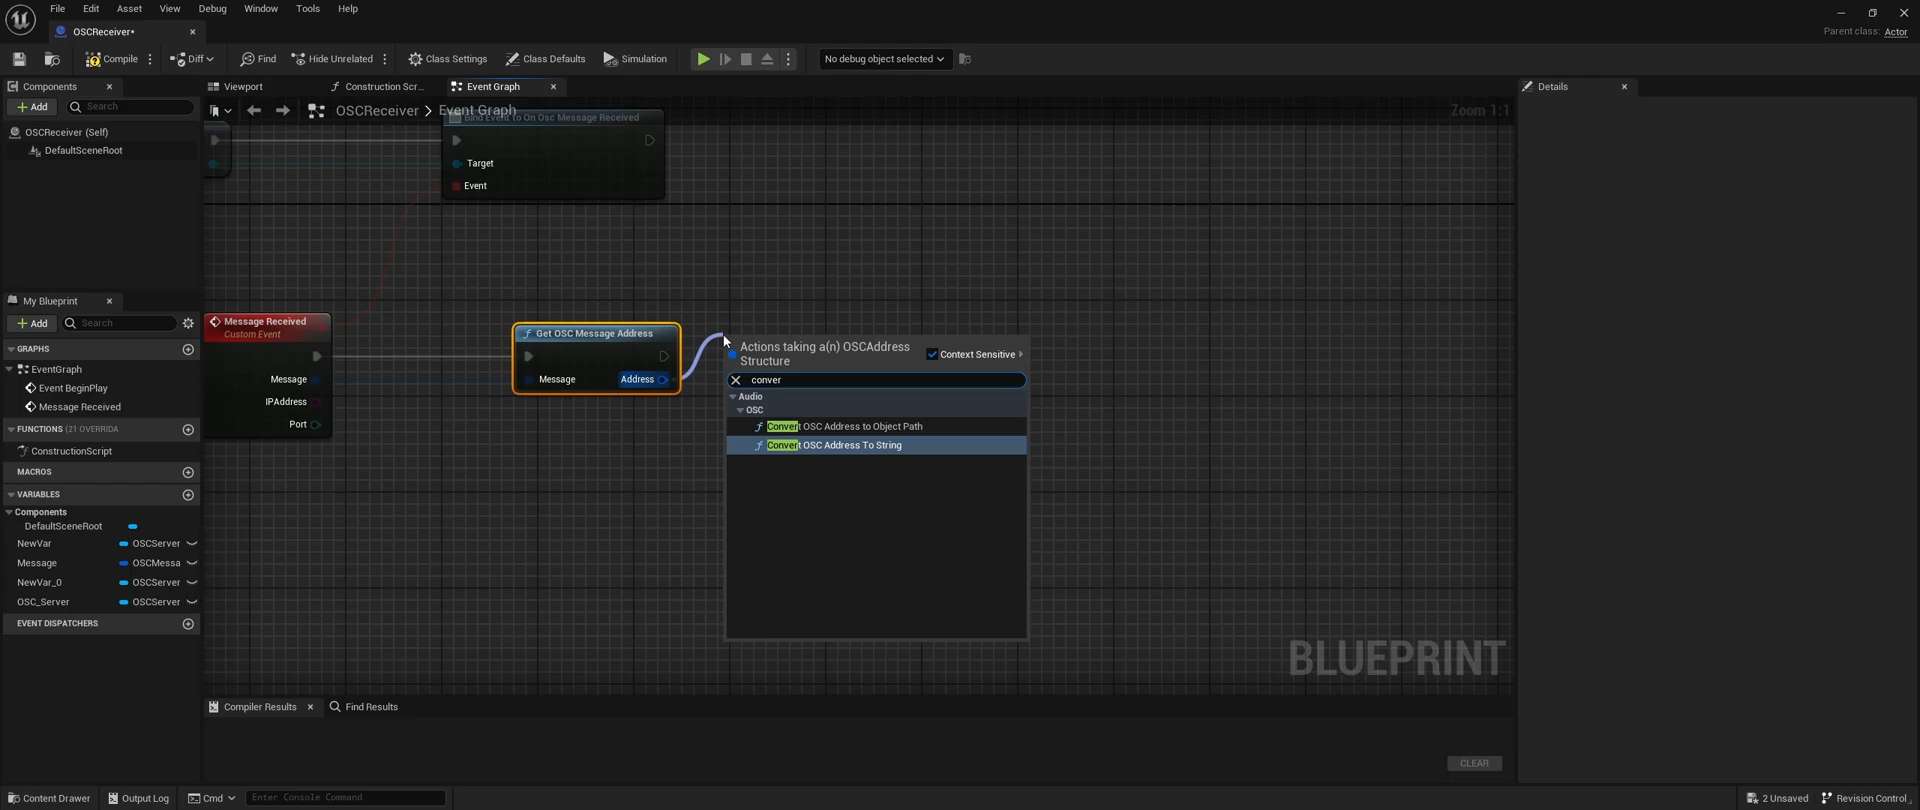 File Edit Asset View Debug Window Tools Help
OSCReceiver•
Parent class: Actor
Compile Diff Find Hide Unrelated Class Settings Class Defaults Simulation No debug object selected
Components
Viewport Construction Scr... Event Graph
Details
Add Search
OSCReceiver > Event Graph
Zoom 1:1
OSCReceiver (Self)
DefaultSceneRoot
Bind Event to On Osc Message Received
Target
Event
My Blueprint
Add Search
GRAPHS
EventGraph
Event BeginPlay
Message Received
FUNCTIONS (21 OVERRIDA
ConstructionScript
MACROS
VARIABLES
Components
DefaultSceneRoot
NewVar OSCServer
Message OSCMessa
NewVar_0 OSCServer
OSC_Server OSCServer
EVENT DISPATCHERS
Message Received
Custom Event
Message
IPAddress
Port
Get OSC Message Address
Message Address
Actions taking a(n) OSCAddress
Structure
Context Sensitive
conver
Audio
OSC
Convert OSC Address to Object Path
Convert OSC Address To String
BLUEPRINT
Compiler Results Find Results
CLEAR
Content Drawer Output Log Cmd Enter Console Command
2 Unsaved Revision Control